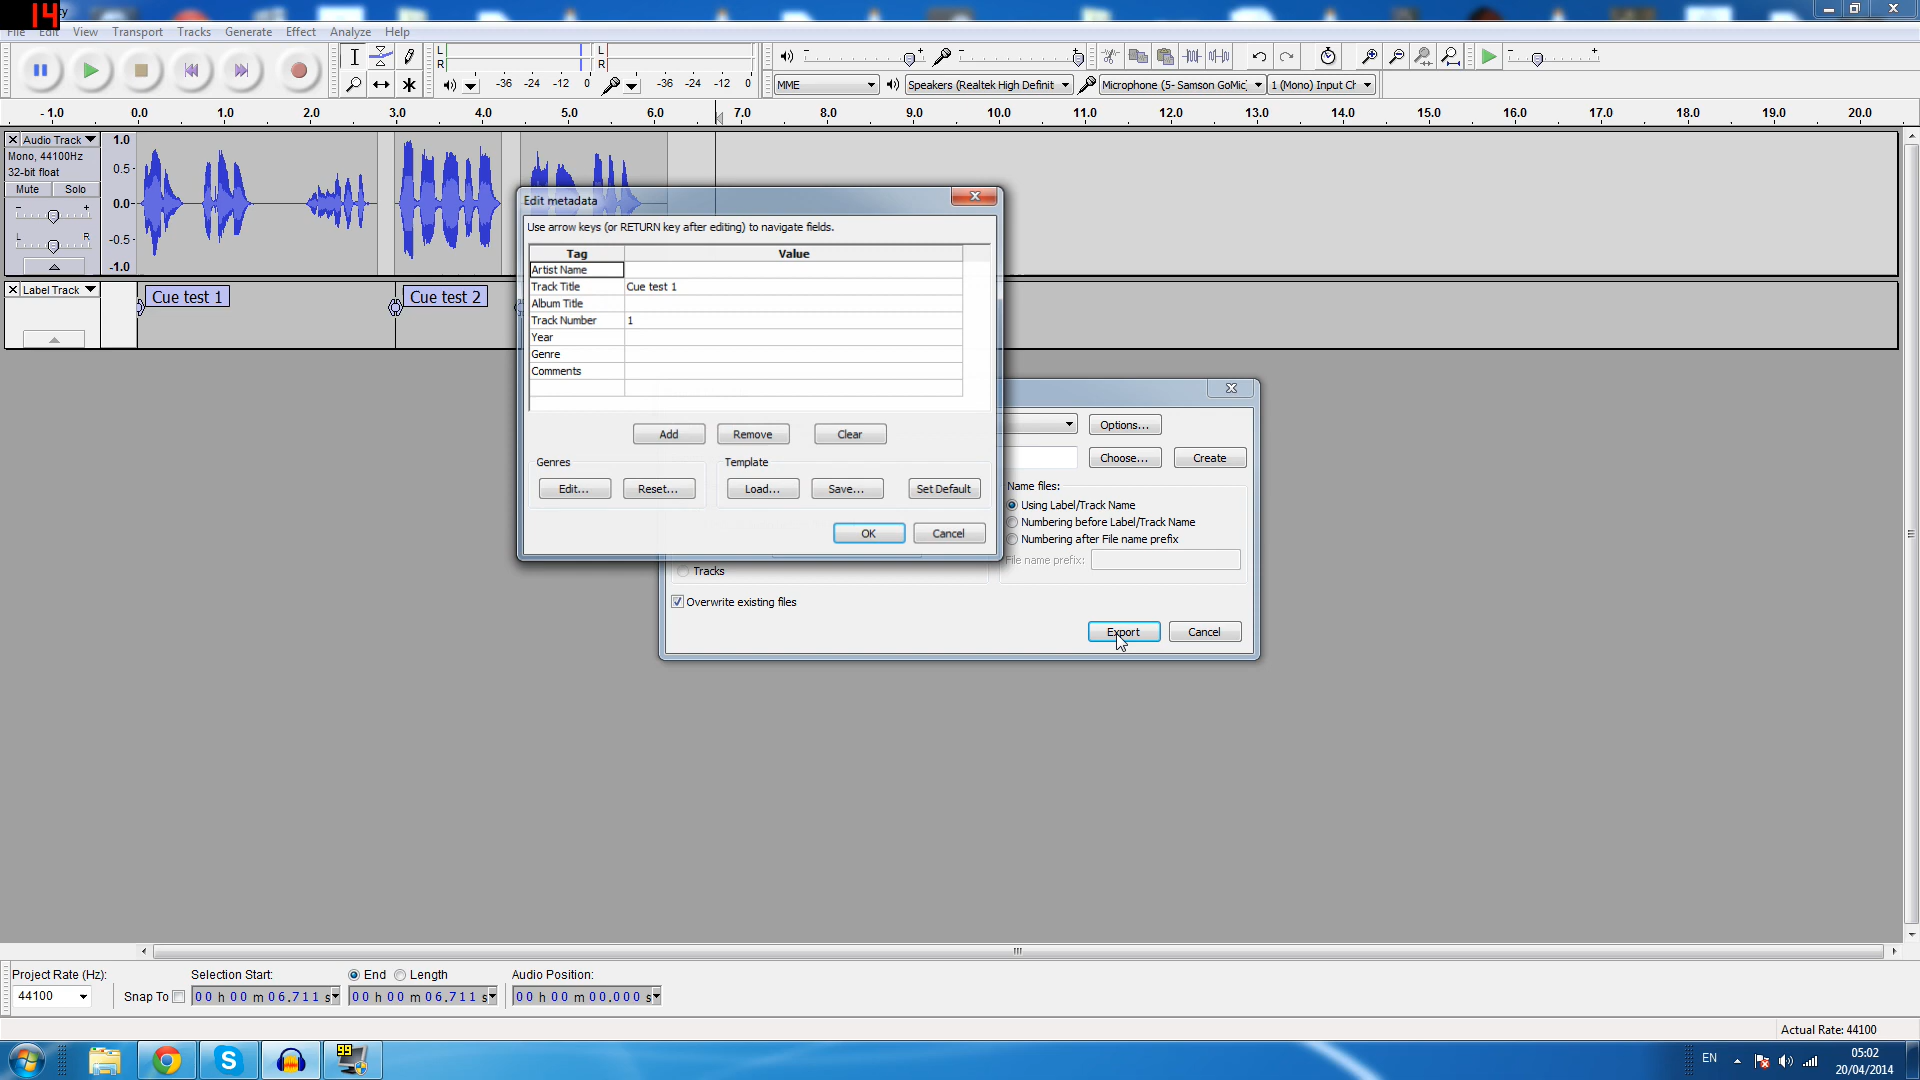 14
File Edit View Transport Tracks Generate Effect Analyze Help
L
R
-36 -24 -12 0
L
R
-36 -24 -12 0
MME
Speakers (Realtek High Definit
Microphone (5- Samson GoMic)
1 (Mono) Input Ch
- 1.0 0.0 1.0 2.0 3.0 4.0 5.0 6.0 7.0 8.0 9.0 10.0 11.0 12.0 13.0 14.0 15.0 16.0 17.0 18.0 19.0 20.0
Audio Track
Mono, 44100Hz
32-bit float
Mute Solo
- +
L R
1.0
0.5-
0.0-
-0.5-
-1.0
Label Track
Cue test 1
Cue test 2
Edit metadata
Use arrow keys (or RETURN key after editing) to navigate fields.
Tag Value
Artist Name
Track Title Cue test 1
Album Title
Track Number 1
Year
Genre
Comments
Add Remove Clear
Genres
Edit... Reset...
Template
Load... Save... Set Default
OK Cancel
Options...
Choose... Create
Name files:
Using Label/Track Name
Numbering before Label/Track Name
Numbering after File name prefix
File name prefix:
Tracks
Overwrite existing files
Export Cancel
Project Rate (Hz):
44100
Snap To
Selection Start:
00 h 00 m 06.711 s
End Length
00 h 00 m 06.711 s
Audio Position:
00 h 00 m 00.000 s
Actual Rate: 44100
99
EN
05:02
20/04/2014